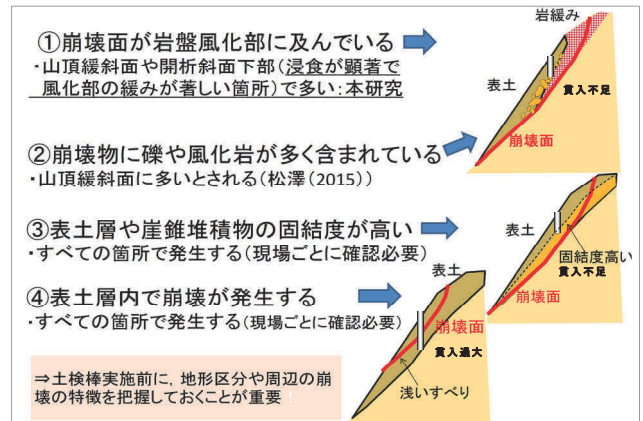 ①崩壊面が岩盤風化部に及んでいる
・山頂緩斜面や開析斜面下部(浸食が顕著で
風化部の緩みが著しい箇所)で多い:本研究
岩緩み
表土
貫入不足
崩壊面
②崩壊物に礫や風化岩が多く含まれている
・山頂緩斜面に多いとされる(松澤(2015))
③表土層や崖錐堆積物の固結度が高い
・すべての箇所で発生する(現場ごとに確認必要)
表土
固結度高い
貫入不足
崩壊面
④表土層内で崩壊が発生する
・すべての箇所で発生する(現場ごとに確認必要)
表土
崩壊面
貫入過大
浅いすべり
⇒土検棒実施前に,地形区分や周辺の崩
壊の特徴を把握しておくことが重要!